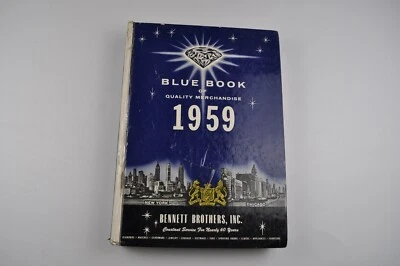 BLUE BOOK
OF
QUALITY MERCHANDISE
1959
NEW YORK
CHICAGO
BENNETT BROTHERS, INC.
Constant Service For Nearly 60 Years